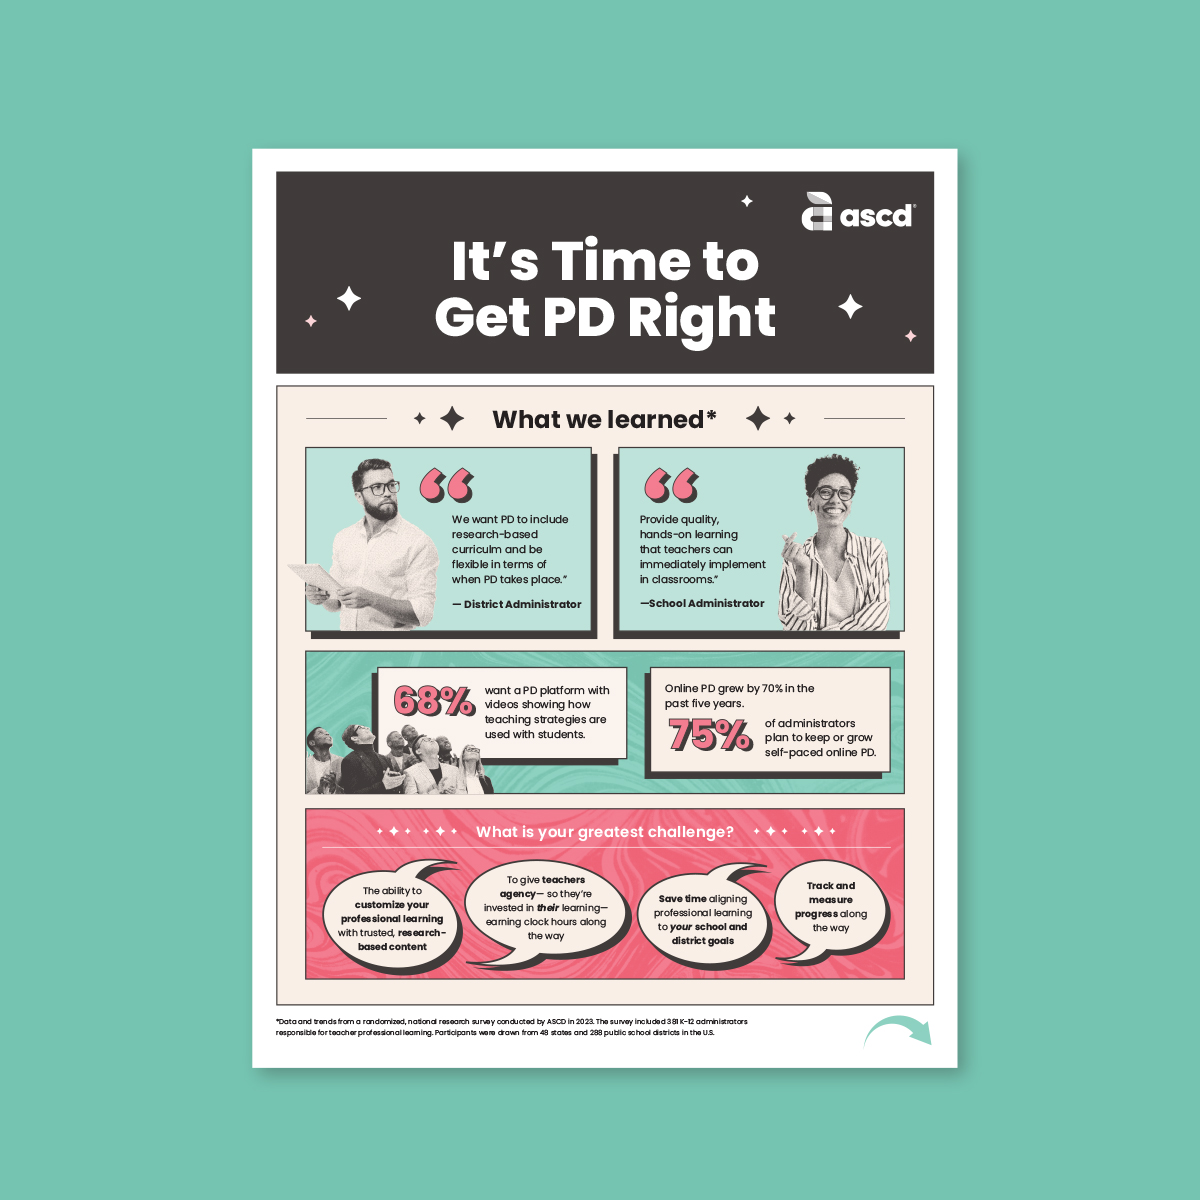 ascd®
It's Time to
Get PD Right
What we learned*
“
We want PD to include
research-based
curriculm and be
flexible in terms of
when PD takes place.”
— District Administrator
“
Provide quality,
hands-on learning
that teachers can
immediately implement
in classrooms.”
—School Administrator
68%
want a PD platform with
videos showing how
teaching strategies are
used with students.
Online PD grew by 70% in the
past five years.
75%
of administrators
plan to keep or grow
self-paced online PD.
What is your greatest challenge?
The ability to
customize your
professional learning
with trusted, research-
based content
To give teachers
agency— so they're
invested in their learning—
earning clock hours along
the way
Save time aligning
professional learning
to your school and
district goals
Track and
measure
progress along
the way
*Data and trends from a randomized, national research survey conducted by ASCD in 2023. The survey included 381 K-12 administrators
responsible for teacher professional learning. Participants were drawn from 48 states and 288 public school districts in the U.S.